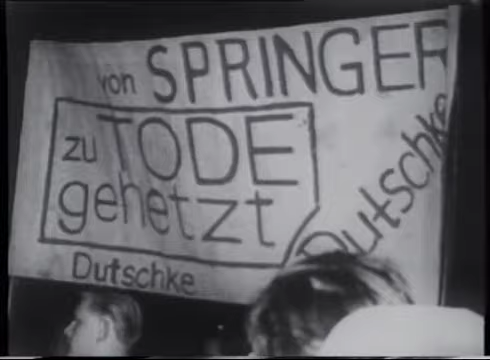 von SPRINGER
zu TODE
gehetzt
Dutschke
Dutschke